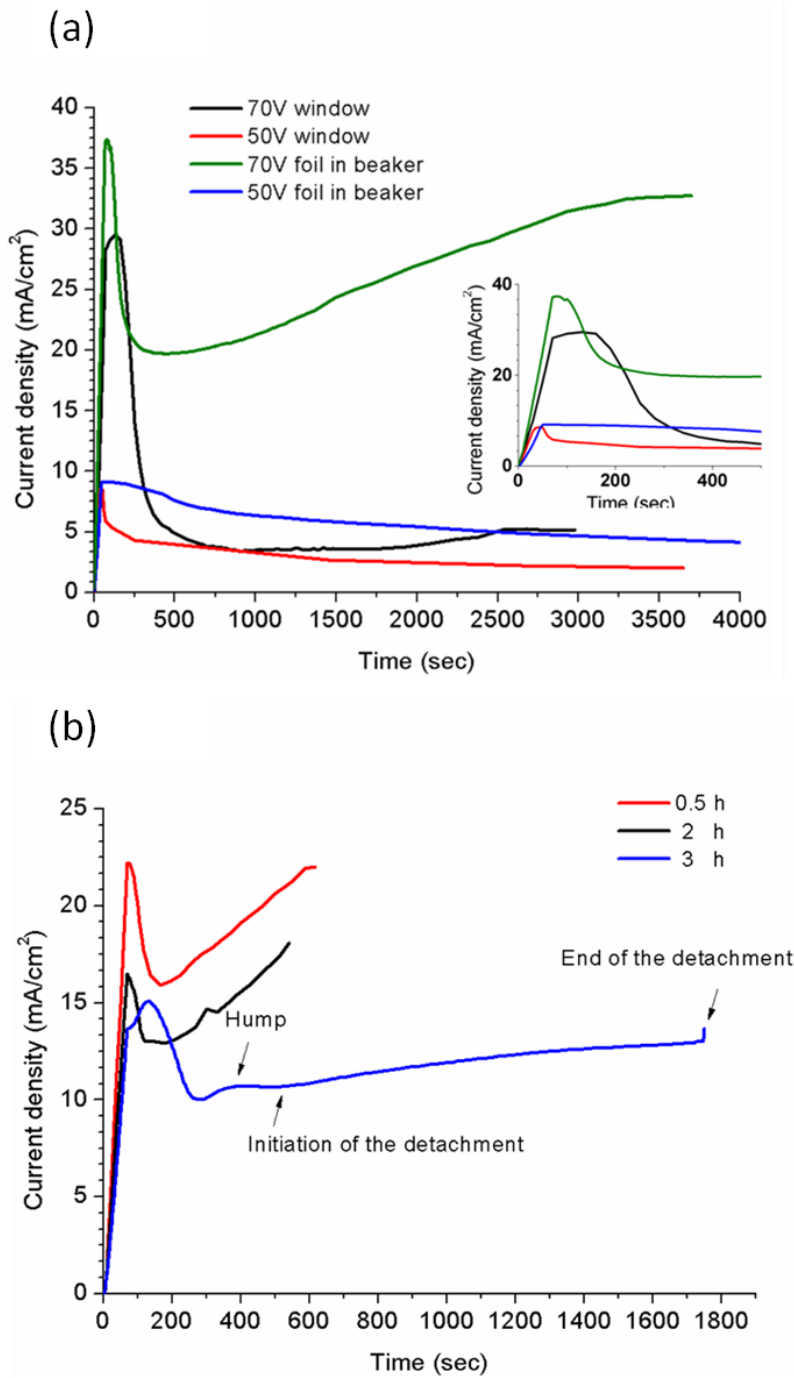 (a)
70V window
50V window
70V foil in beaker
50V foil in beaker
Current density (mA/cm²)
40
35
30
25
20
15
10
5
0
0 500 1000 1500 2000 2500 3000 3500 4000
Time (sec)
Current density (mA/cm²)
40
20
0
0 200 400
Time (sec)
(b)
0.5 h
2 h
3 h
Current density (mA/cm²)
25
20
15
10
5
0
End of the detachment
Hump
Initiation of the detachment
0 200 400 600 800 1000 1200 1400 1600 1800
Time (sec)